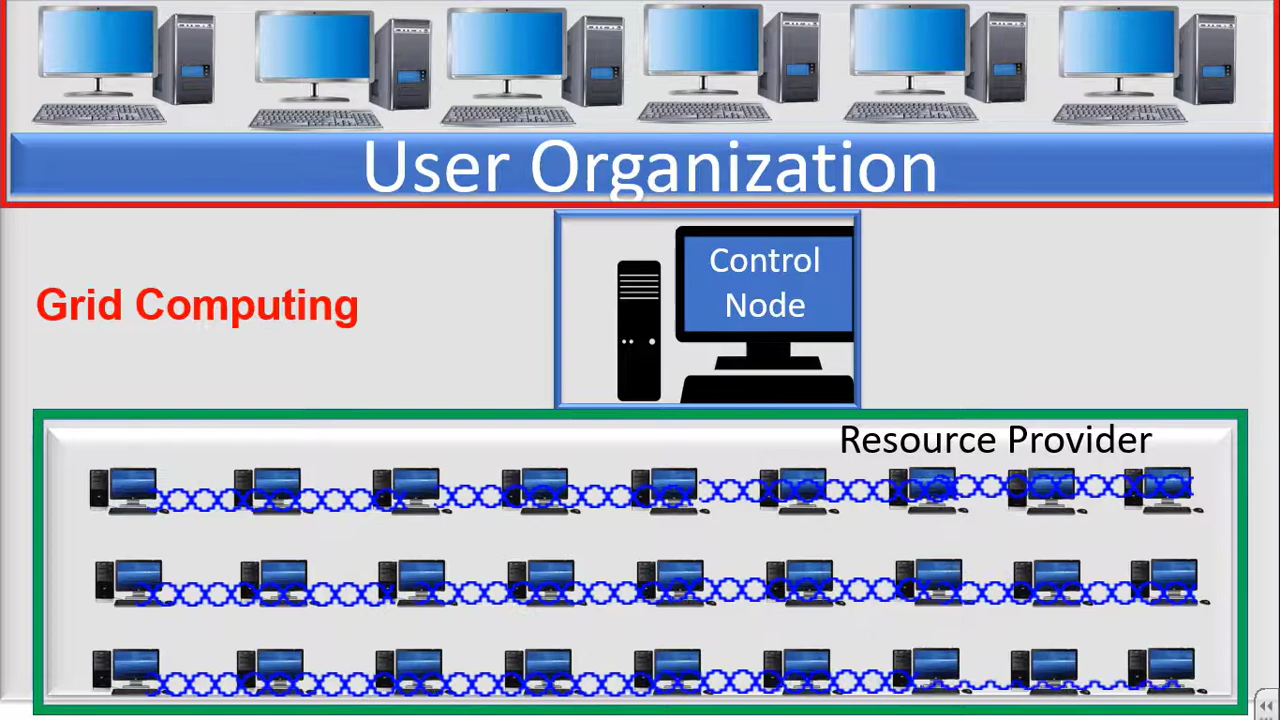 User Organization
Control
Node
Grid Computing
Resource Provider